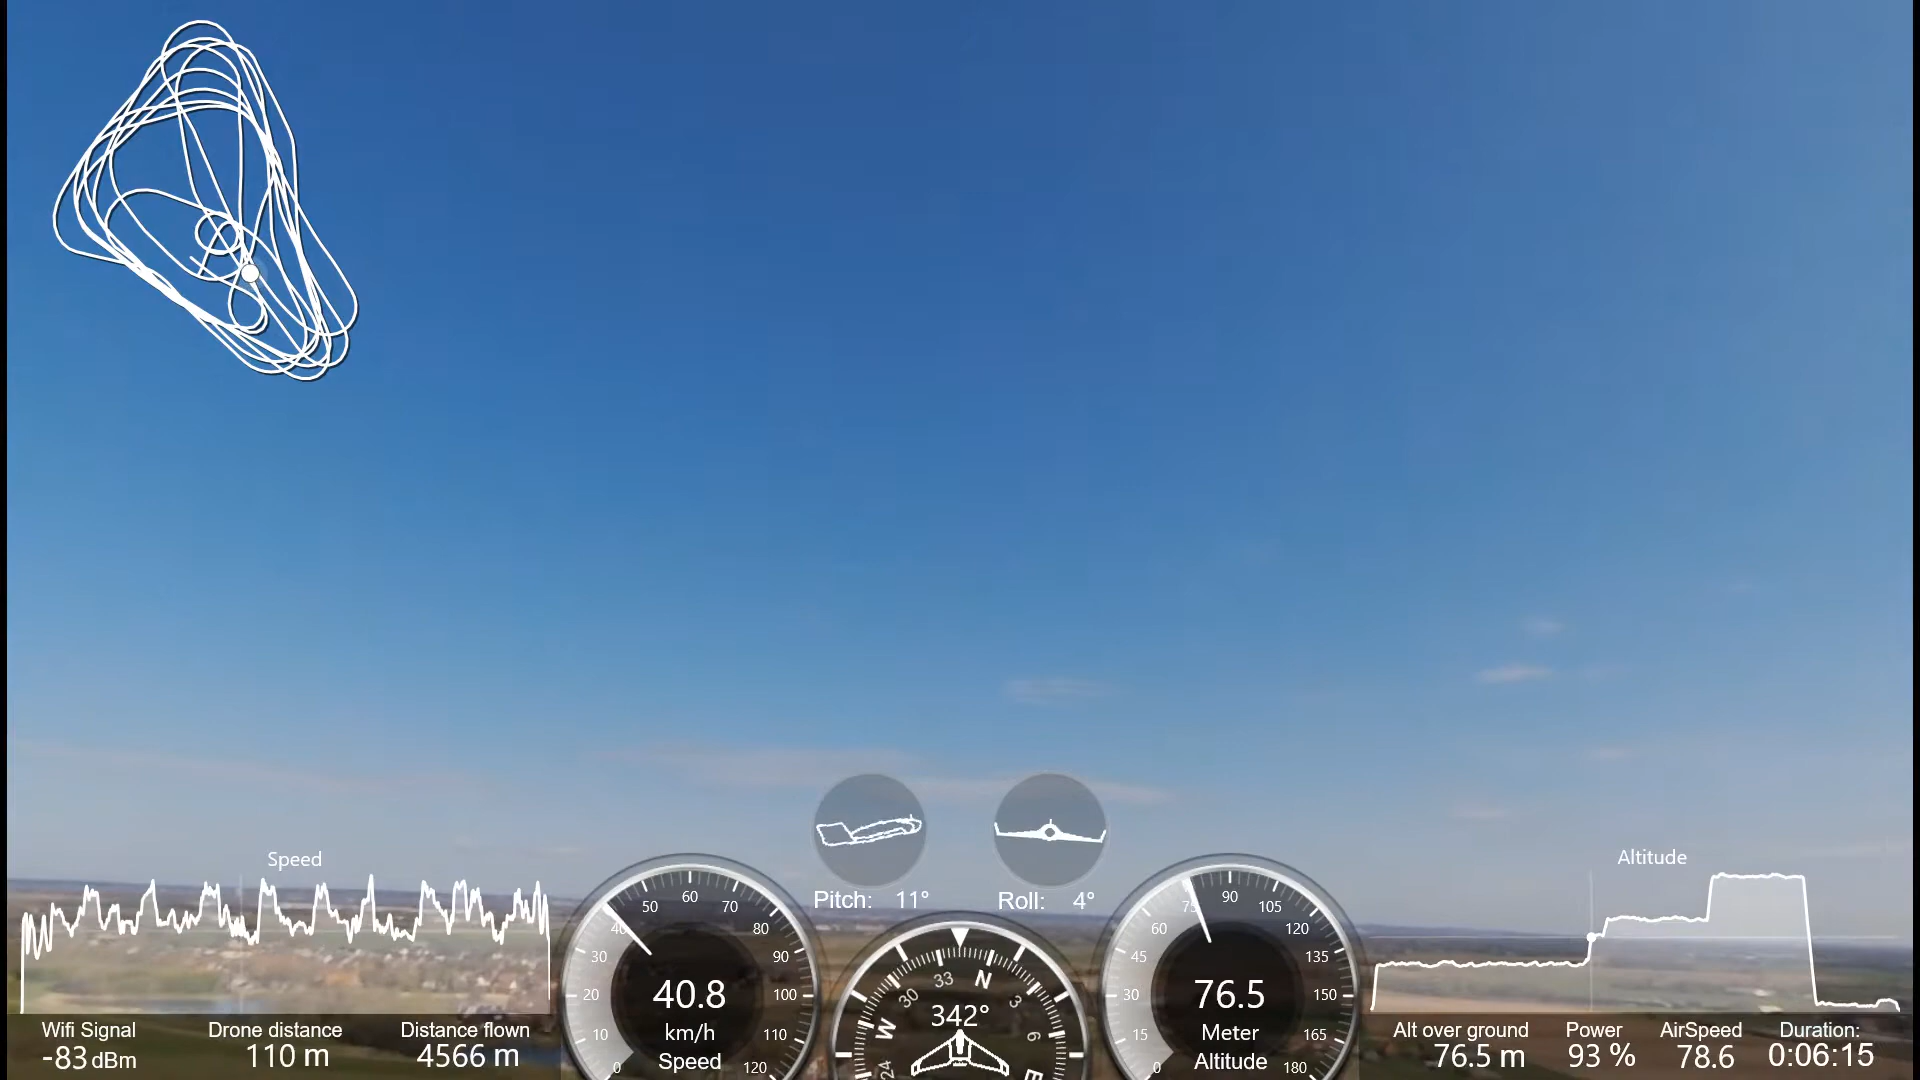 Speed
Wifi Signal
-83 dBm
Drone distance
110 m
Distance flown
4566 m
0
10
20
30
40
50
60
70
80
90
100
110
120
40.8
km/h
Speed
Pitch: 11°
Roll: 4°
24
W
30
33
N
3
6
E
342°
0
15
30
45
60
75
90
105
120
135
150
165
180
76.5
Meter
Altitude
Altitude
Alt over ground
76.5 m
Power
93 %
AirSpeed
78.6
Duration:
0:06:15